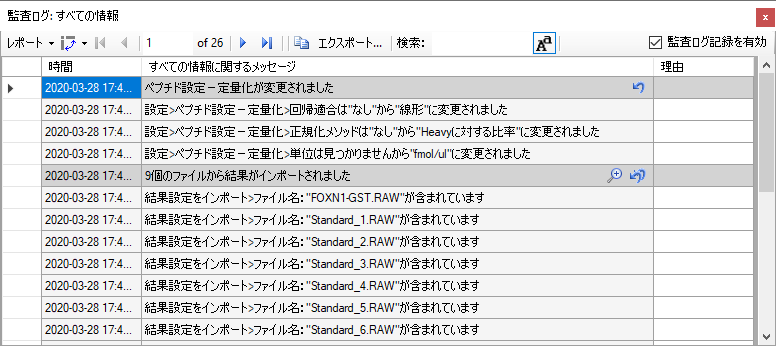 監査ログ: すべての情報
レポート 1 of 26 エクスポート... 検索: Aa 監査ログ記録を有効
時間 すべての情報に関するメッセージ 理由
2020-03-28 17:4... ペプチド設定－定量化が変更されました
2020-03-28 17:4... 設定>ペプチド設定－定量化>回帰適合は"なし"から"線形"に変更されました
2020-03-28 17:4... 設定>ペプチド設定－定量化>正規化メソッドは"なし"から"Heavyに対する比率"に変更されました
2020-03-28 17:4... 設定>ペプチド設定－定量化>単位は見つかりませんから"fmol/ul"に変更されました
2020-03-28 17:4... 9個のファイルから結果がインポートされました
2020-03-28 17:4... 結果設定をインポート>ファイル名: "FOXN1-GST.RAW"が含まれています
2020-03-28 17:4... 結果設定をインポート>ファイル名: "Standard_1.RAW"が含まれています
2020-03-28 17:4... 結果設定をインポート>ファイル名: "Standard_2.RAW"が含まれています
2020-03-28 17:4... 結果設定をインポート>ファイル名: "Standard_3.RAW"が含まれています
2020-03-28 17:4... 結果設定をインポート>ファイル名: "Standard_4.RAW"が含まれています
2020-03-28 17:4... 結果設定をインポート>ファイル名: "Standard_5.RAW"が含まれています
2020-03-28 17:4... 結果設定をインポート>ファイル名: "Standard_6.RAW"が含まれています